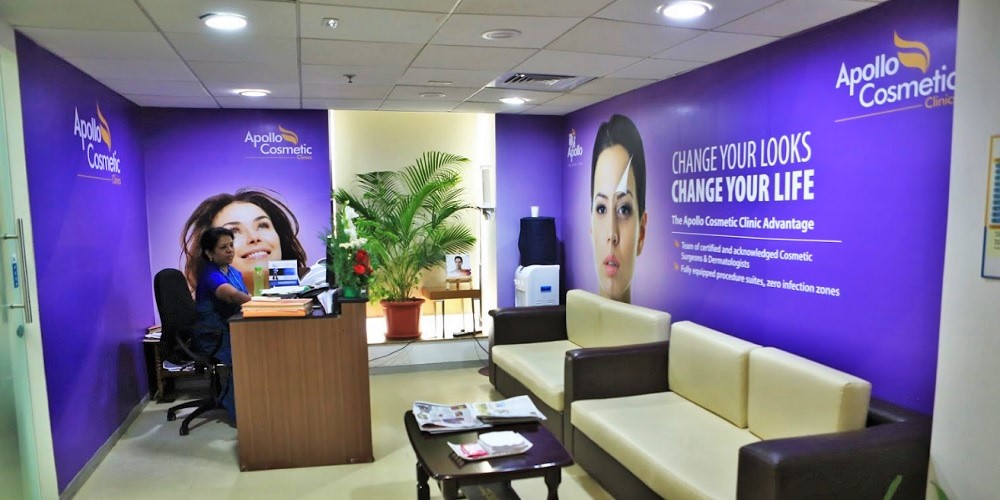 Apollo
Cosmetic
Clinic
Apollo
Cosmetic
Clinic
Apollo
CHANGE YOUR LOOKS
CHANGE YOUR LIFE
The Apollo Cosmetic Clinic Advantage
Team of certified and acknowledged Cosmetic
Surgeons & Dermatologists
Fully equipped procedure suites, zero infection zones
Apollo
Cosmetic
Clinic